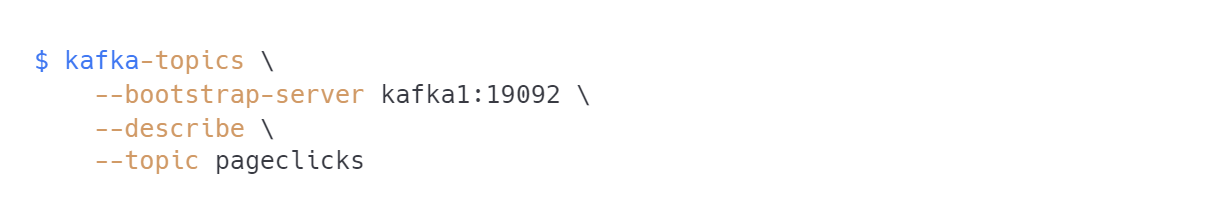 $ kafka-topics \
--bootstrap-server kafka1:19092 \
--describe \
--topic pageclicks